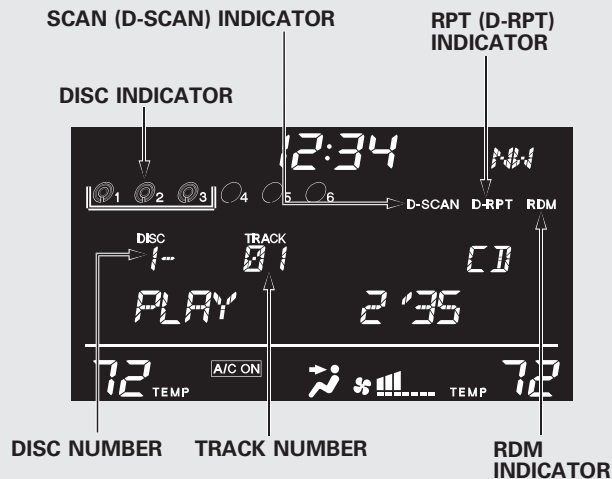 SCAN (D-SCAN) INDICATOR
RPT (D-RPT)
INDICATOR
DISC INDICATOR
12:34 NW
1 2 3 4 5 6
D-SCAN D-RPT RDM
DISC TRACK
1- 01 CD
PLAY 2'35
72 TEMP A/C ON TEMP 72
DISC NUMBER TRACK NUMBER
RDM
INDICATOR